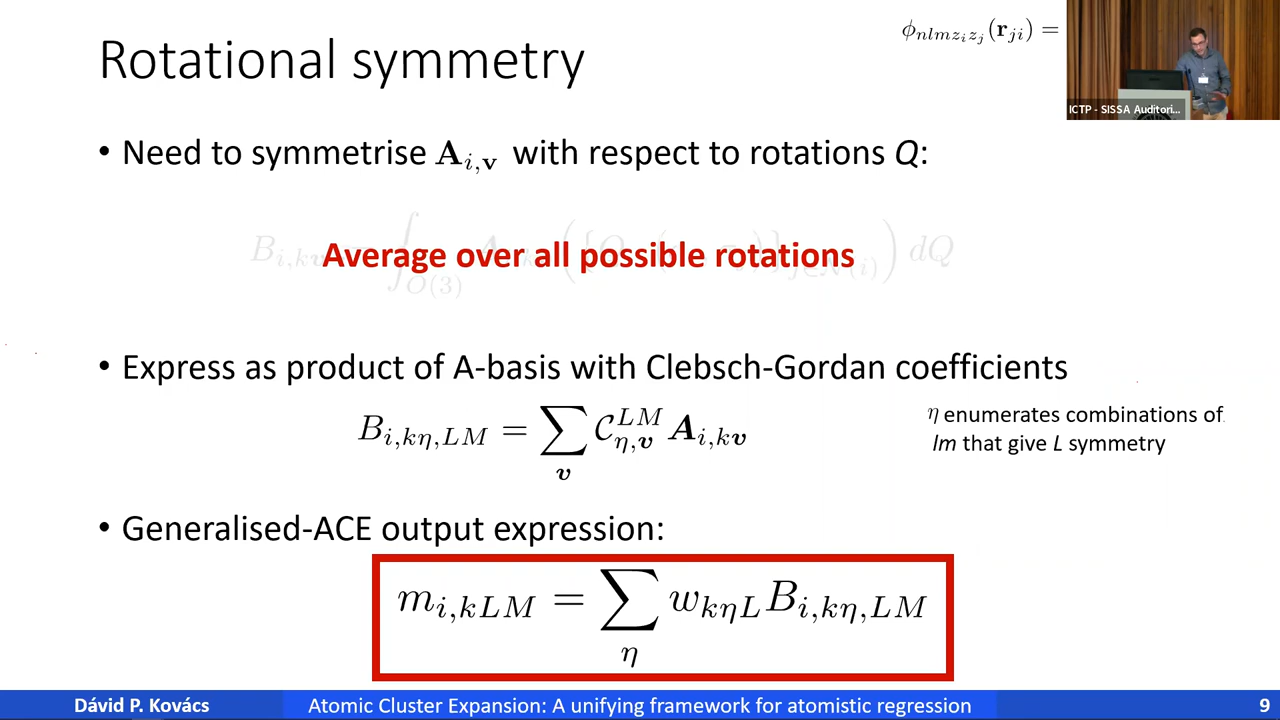 Rotational symmetry
ϕ_{nlmz_iz_j}(𝐫_{ji}) =
ICTP - SISSA Auditori...
• Need to symmetrise 𝐀_{i,𝐯} with respect to rotations Q:
Average over all possible rotations
• Express as product of A-basis with Clebsch-Gordan coefficients
B_{i,kη,LM} = ∑_𝒗 𝒞^{LM}_{η,𝒗} 𝑨_{i,k𝒗}
η enumerates combinations of
lm that give L symmetry
• Generalised-ACE output expression:
m_{i,kLM} = ∑_η w_{kηL}B_{i,kη,LM}
Dávid P. Kovács
Atomic Cluster Expansion: A unifying framework for atomistic regression
9